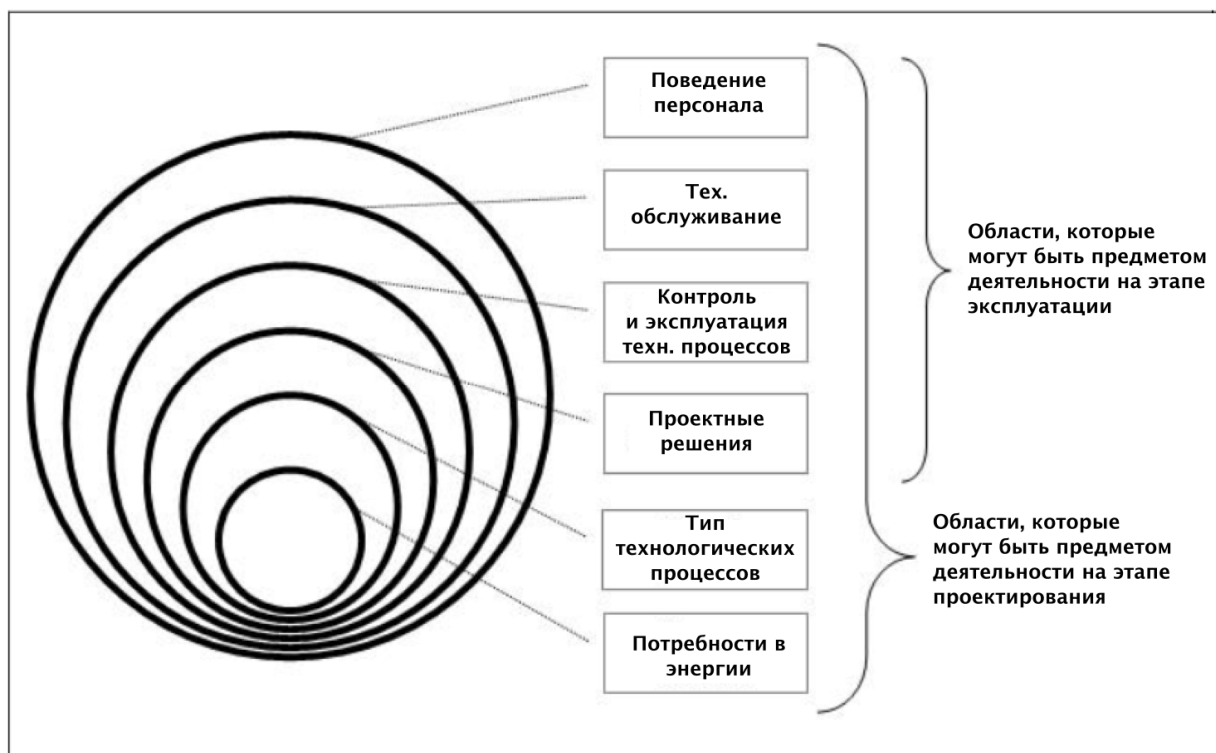 Поведение
персонала
Тех.
обслуживание
Контроль
и эксплуатация
техн. процессов
Проектные
решения
Тип
технологических
процессов
Потребности в
энергии
Области, которые
могут быть предметом
деятельности на этапе
эксплуатации
Области, которые
могут быть предметом
деятельности на этапе
проектирования